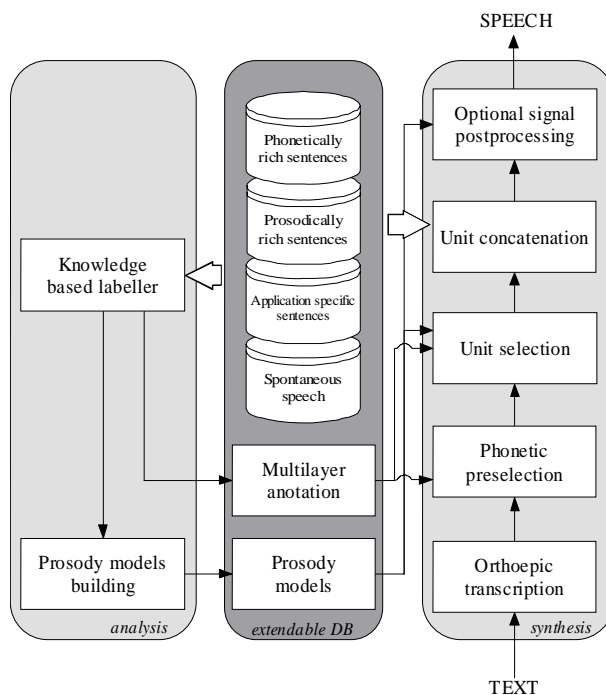 SPEECH
Optional signal
postprocessing
Phonetically
rich sentences
Prosodically
rich sentences
Unit concatenation
Knowledge
based labeller
Application specific
sentences
Unit selection
Spontaneous
speech
Multilayer
anotation
Phonetic
preselection
Prosody models
building
Prosody
models
Orthoepic
transcription
analysis
extendable DB
synthesis
TEXT